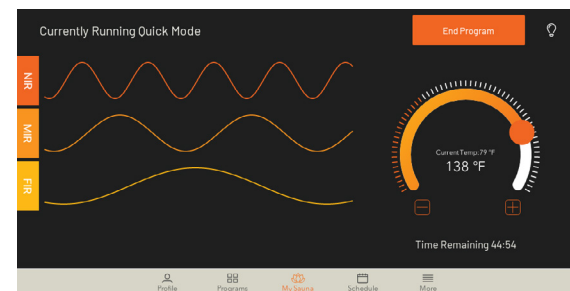 Currently Running Quick Mode
End Program
NIR
MIR
FIR
Current Temp: 79 °F
138 °F
Time Remaining 44:54
Profile
Programs
My Sauna
Schedule
More